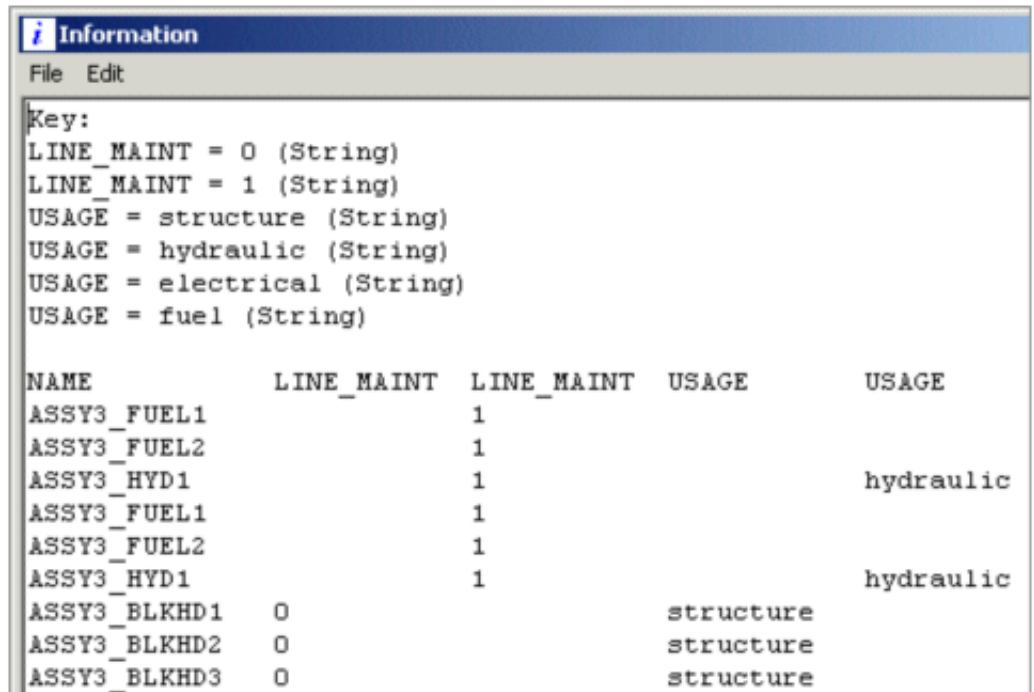 i Information
File Edit
Key:
LINE_MAINT = 0 (String)
LINE_MAINT = 1 (String)
USAGE = structure (String)
USAGE = hydraulic (String)
USAGE = electrical (String)
USAGE = fuel (String)
NAME LINE_MAINT LINE_MAINT USAGE USAGE
ASSY3_FUEL1 1
ASSY3_FUEL2 1
ASSY3_HYD1 1 hydraulic
ASSY3_FUEL1 1
ASSY3_FUEL2 1
ASSY3_HYD1 1 hydraulic
ASSY3_BLKHD1 0 structure
ASSY3_BLKHD2 0 structure
ASSY3_BLKHD3 0 structure